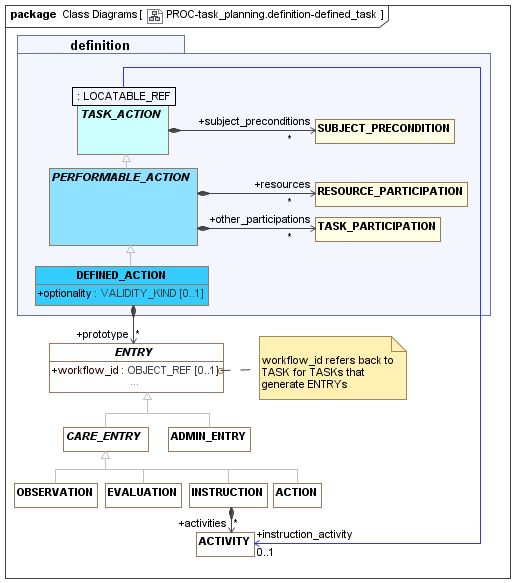 package Class Diagrams [ PROC-task_planning.definition-defined_task ]
definition
: LOCATABLE_REF
TASK_ACTION
+subject_preconditions
*
SUBJECT_PRECONDITION
PERFORMABLE_ACTION
+resources
*
RESOURCE_PARTICIPATION
+other_participations
*
TASK_PARTICIPATION
DEFINED_ACTION
+optionality : VALIDITY_KIND [0..1]
+prototype *
ENTRY
+workflow_id : OBJECT_REF [0..1]
...
workflow_id refers back to
TASK for TASKs that
generate ENTRYs
CARE_ENTRY
ADMIN_ENTRY
OBSERVATION
EVALUATION
INSTRUCTION
ACTION
+activities *
ACTIVITY
+instruction_activity
0..1